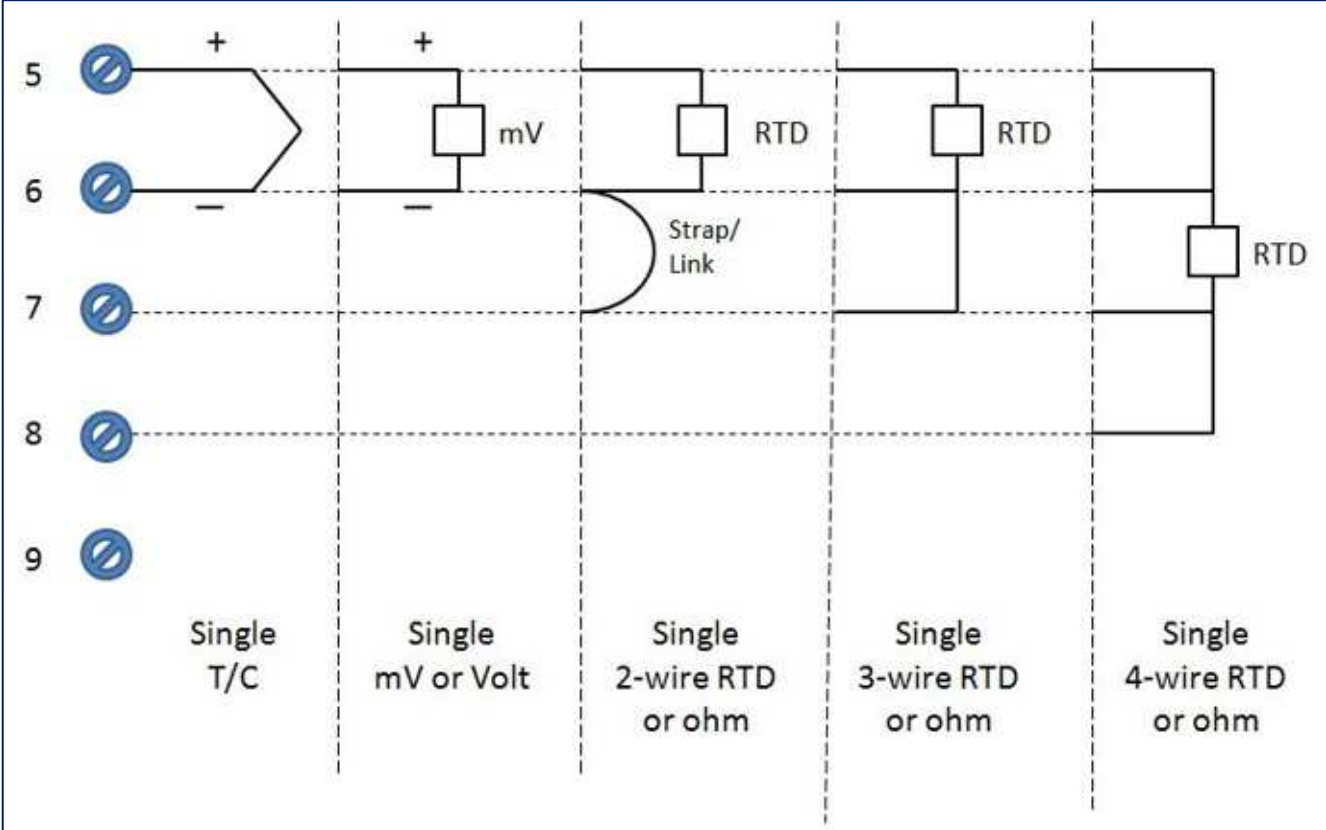 +
+
5
mV
RTD
RTD
6
—
—
Strap/
Link
RTD
7
8
9
Single
T/C
Single
mV or Volt
Single
2-wire RTD
or ohm
Single
3-wire RTD
or ohm
Single
4-wire RTD
or ohm